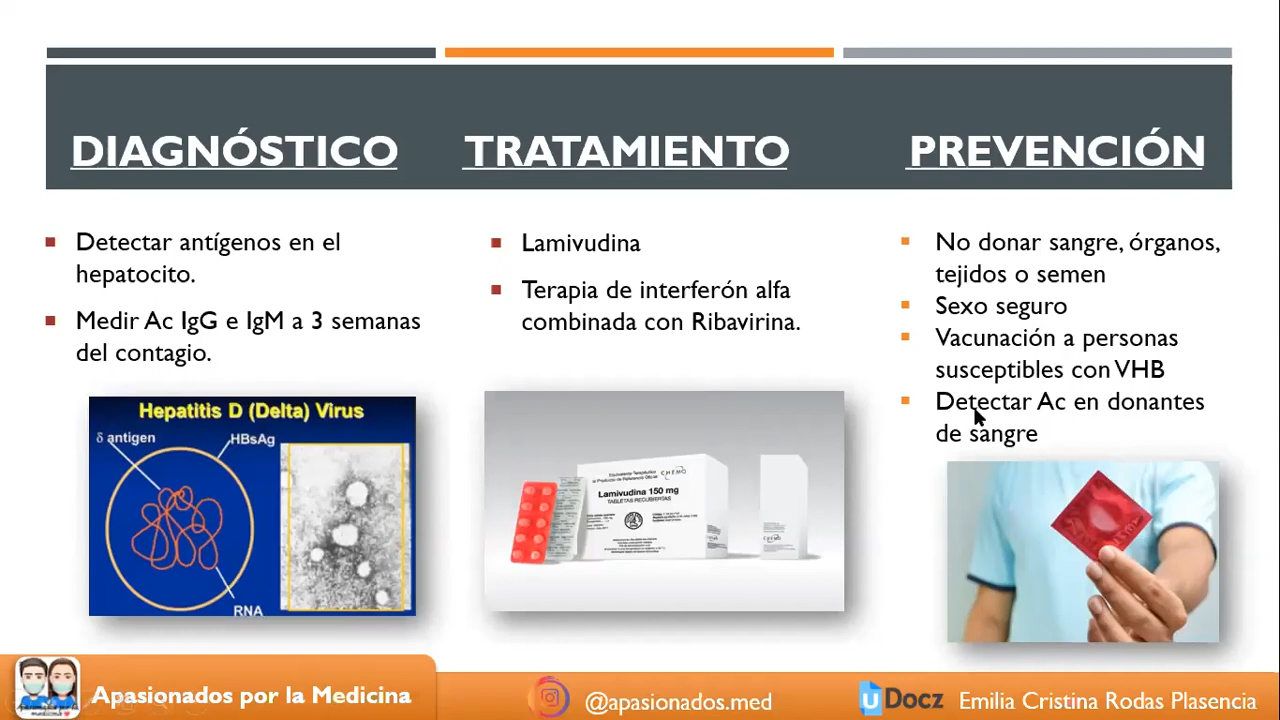 DIAGNÓSTICO
TRATAMIENTO
PREVENCIÓN
Detectar antígenos en el
hepatocito.
Medir Ac IgG e IgM a 3 semanas
del contagio.
Lamivudina
Terapia de interferón alfa
combinada con Ribavirina.
No donar sangre, órganos,
tejidos o semen
Sexo seguro
Vacunación a personas
susceptibles con VHB
Detectar Ac en donantes
de sangre
Hepatitis D (Delta) Virus
δ antigen
HBsAg
RNA
CHEMO
Lamivudina 150 mg
TABLETAS RECUBIERTAS
CHEMO
Apasionados por la Medicina
@apasionados.med
uDocz
Emilia Cristina Rodas Plasencia